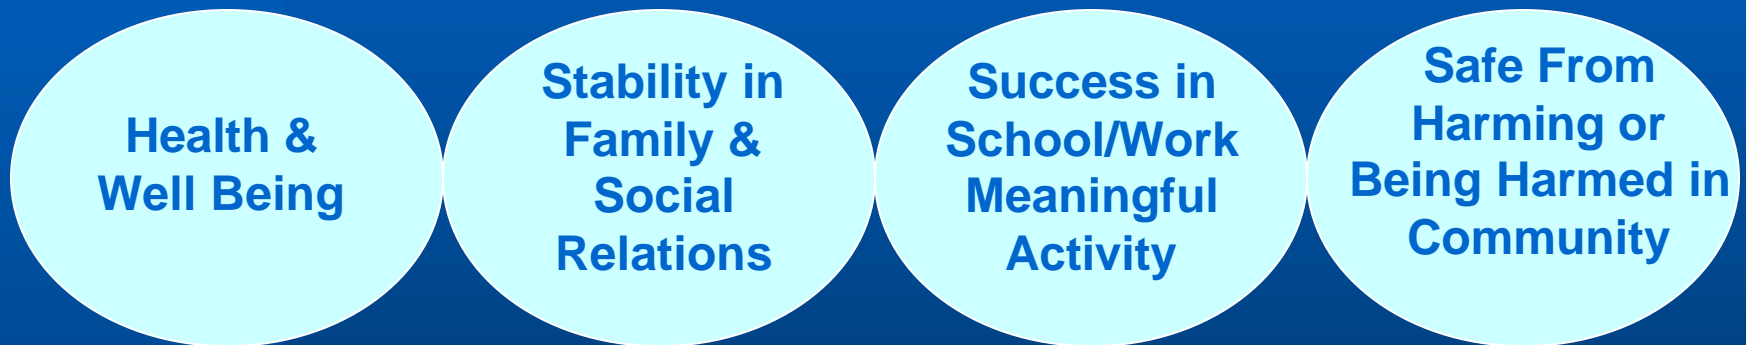 Health &
Well Being
Stability in
Family &
Social
Relations
Success in
School/Work
Meaningful
Activity
Safe From
Harming or
Being Harmed in
Community